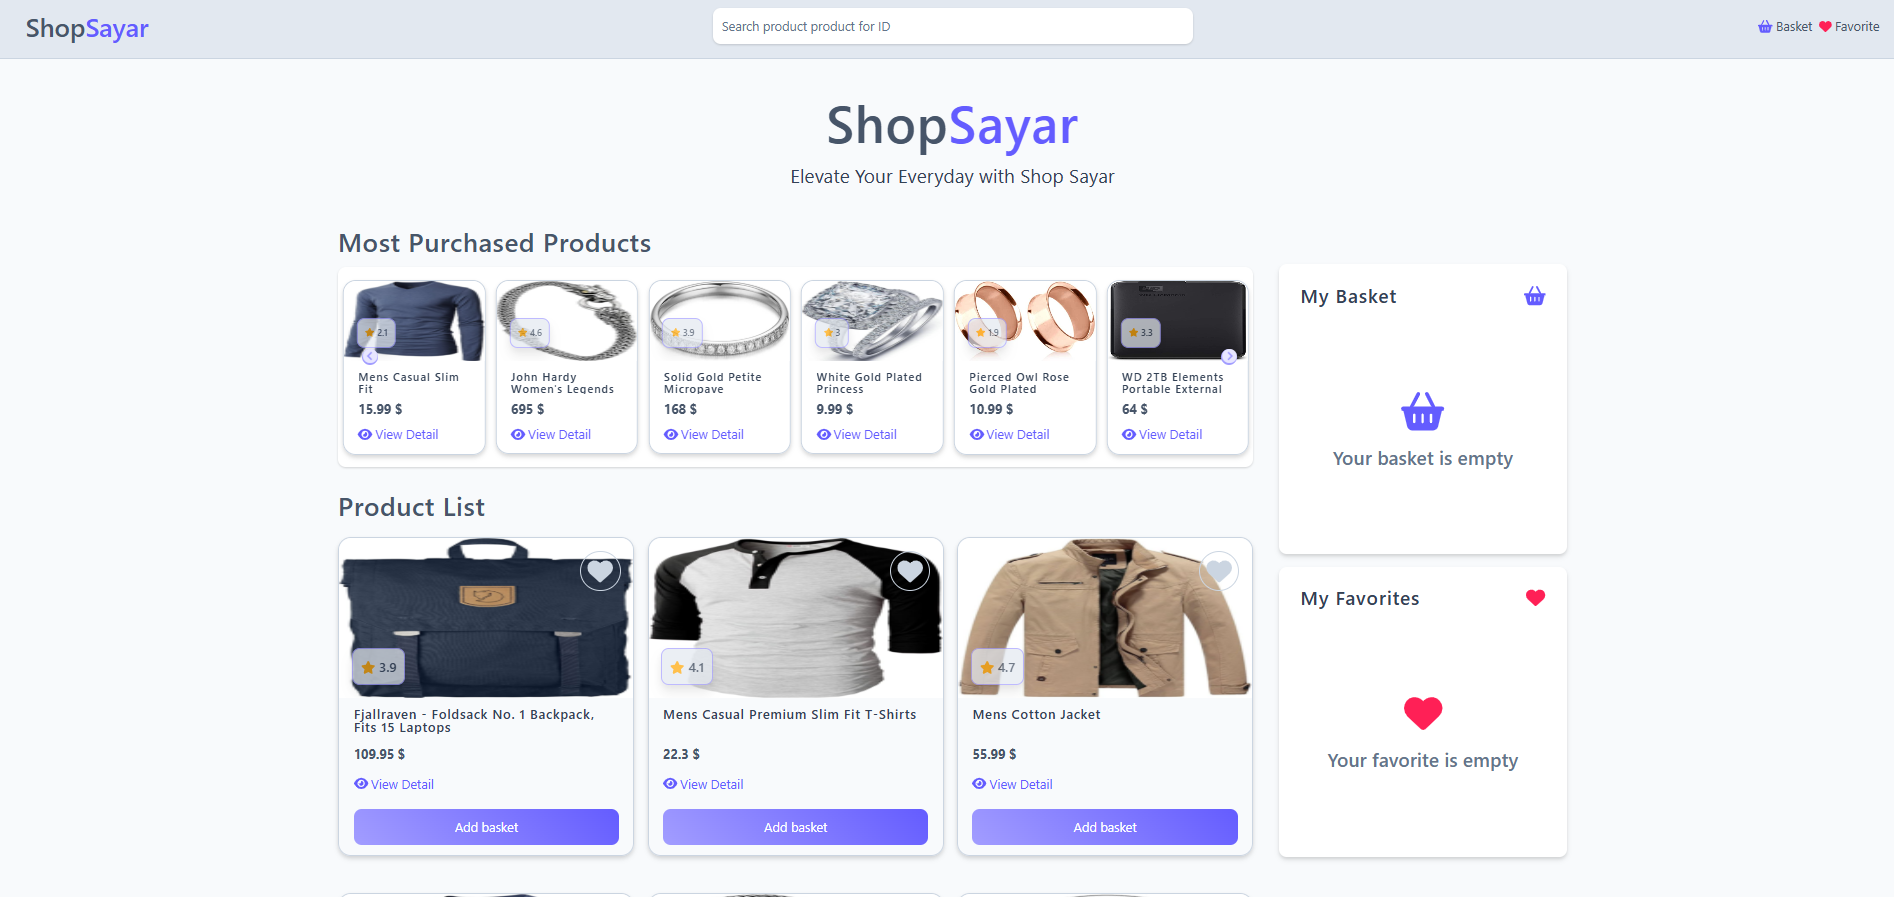 ShopSayar
Search product product for ID
Basket Favorite
ShopSayar
Elevate Your Everyday with Shop Sayar
Most Purchased Products
2.1
Mens Casual Slim
Fit
15.99 $
View Detail
4.6
John Hardy
Women's Legends
695 $
View Detail
3.9
Solid Gold Petite
Micropave
168 $
View Detail
3
White Gold Plated
Princess
9.99 $
View Detail
1.9
Pierced Owl Rose
Gold Plated
10.99 $
View Detail
3.3
WD 2TB Elements
Portable External
64 $
View Detail
My Basket
Your basket is empty
Product List
3.9
Fjallraven - Foldsack No. 1 Backpack,
Fits 15 Laptops
109.95 $
View Detail
Add basket
4.1
Mens Casual Premium Slim Fit T-Shirts
22.3 $
View Detail
Add basket
4.7
Mens Cotton Jacket
55.99 $
View Detail
Add basket
My Favorites
Your favorite is empty